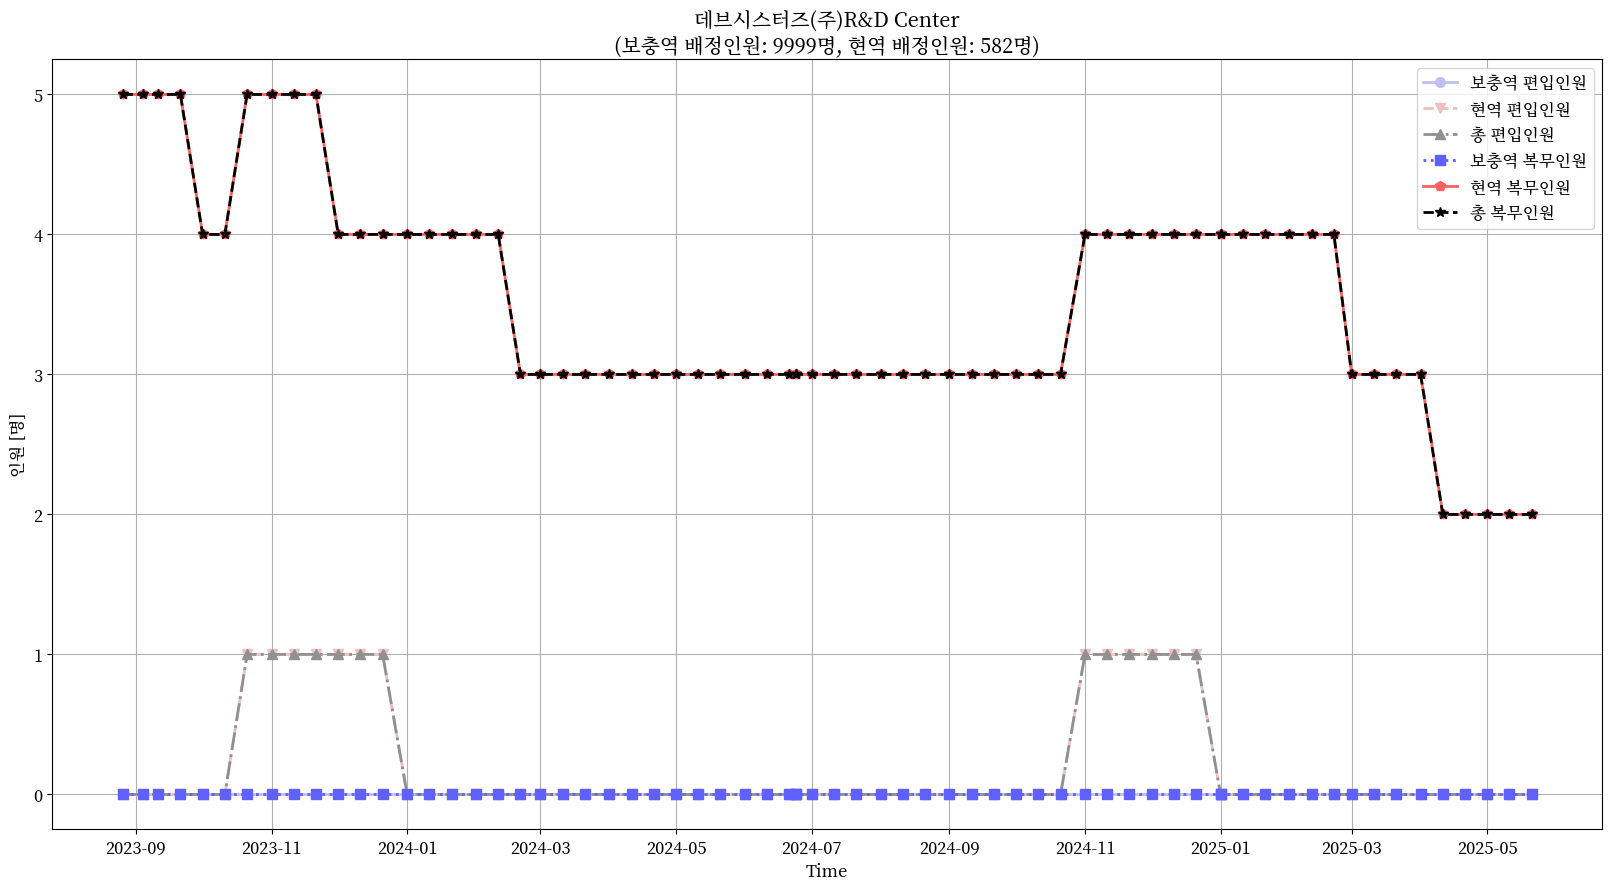 데브시스터즈(주)R&D Center
(보충역 배정인원: 9999명, 현역 배정인원: 582명)
보충역 편입인원
현역 편입인원
총 편입인원
보충역 복무인원
현역 복무인원
총 복무인원
인원 [명]
5
4
3
2
1
0
2023-09
2023-11
2024-01
2024-03
2024-05
2024-07
2024-09
2024-11
2025-01
2025-03
2025-05
Time